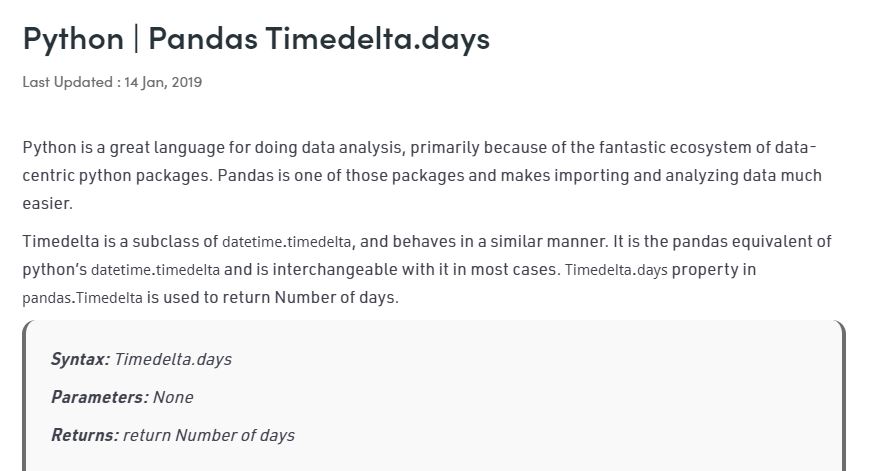 Python | Pandas Timedelta.days
Last Updated : 14 Jan, 2019
Python is a great language for doing data analysis, primarily because of the fantastic ecosystem of data-
centric python packages. Pandas is one of those packages and makes importing and analyzing data much
easier.
Timedelta is a subclass of datetime.timedelta, and behaves in a similar manner. It is the pandas equivalent of
python's datetime.timedelta and is interchangeable with it in most cases. Timedelta.days property in
pandas.Timedelta is used to return Number of days.
Syntax: Timedelta.days
Parameters: None
Returns: return Number of days